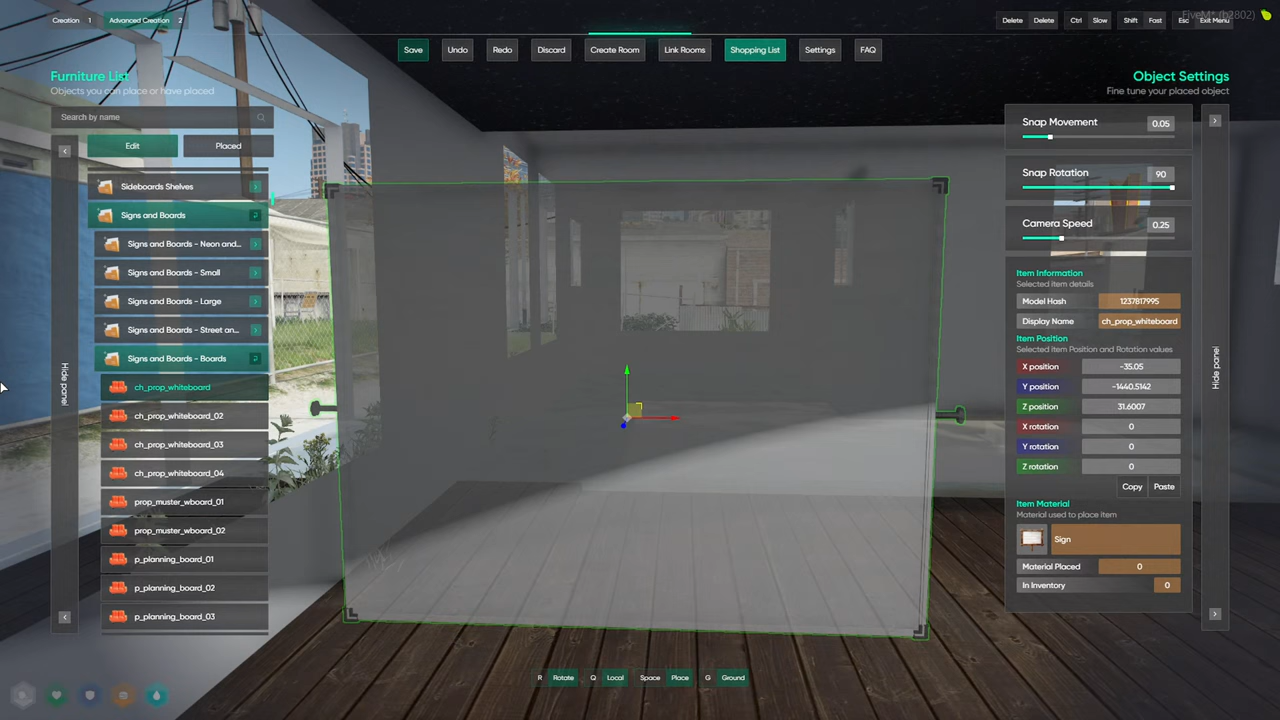 Creation 1 Advanced Creation 2
FiveM® (b2802)
Delete Delete Ctrl Slow Shift Fast Esc Exit Menu
Save Undo Redo Discard Create Room Link Rooms Shopping List Settings FAQ
Furniture List
Objects you can place or have placed
Search by name
Edit Placed
Hide panel
Sideboards Shelves
Signs and Boards
Signs and Boards - Neon and...
Signs and Boards - Small
Signs and Boards - Large
Signs and Boards - Street an...
Signs and Boards - Boards
ch_prop_whiteboard
ch_prop_whiteboard_02
ch_prop_whiteboard_03
ch_prop_whiteboard_04
prop_muster_wboard_01
prop_muster_wboard_02
p_planning_board_01
p_planning_board_02
p_planning_board_03
Object Settings
Fine tune your placed object
Snap Movement 0.05
Snap Rotation 90
Camera Speed 0.25
Item Information
Selected item details
Model Hash 1237817995
Display Name ch_prop_whiteboard
Item Position
Selected Item Position and Rotation values
X position -35.05
Y position -1440.5142
Z position 31.6007
X rotation 0
Y rotation 0
Z rotation 0
Copy Paste
Item Material
Material used to place item
Sign
Material Placed 0
In Inventory 0
Hide panel
R Rotate Q Local Space Place G Ground